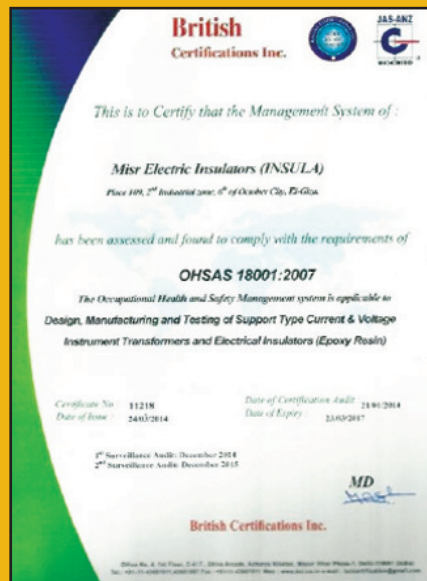 British
Certifications Inc.
JAS-ANZ
This is to Certify that the Management System of :
Misr Electric Insulators (INSULA)
Place 109, 2nd Industrial zone, 6th of October City, El-Giza.
has been assessed and found to comply with the requirements of
OHSAS 18001:2007
The Occupational Health and Safety Management system is applicable to
Design, Manufacturing and Testing of Support Type Current & Voltage
Instrument Transformers and Electrical Insulators (Epoxy Resin)
Certificate No : 11218
Date of Certification Audit : 21/01/2014
Date of Issue : 24/03/2014
Date of Expiry : 23/03/2017
1st Surveillance Audit: December 2014
2nd Surveillance Audit: December 2015
MD
British Certifications Inc.